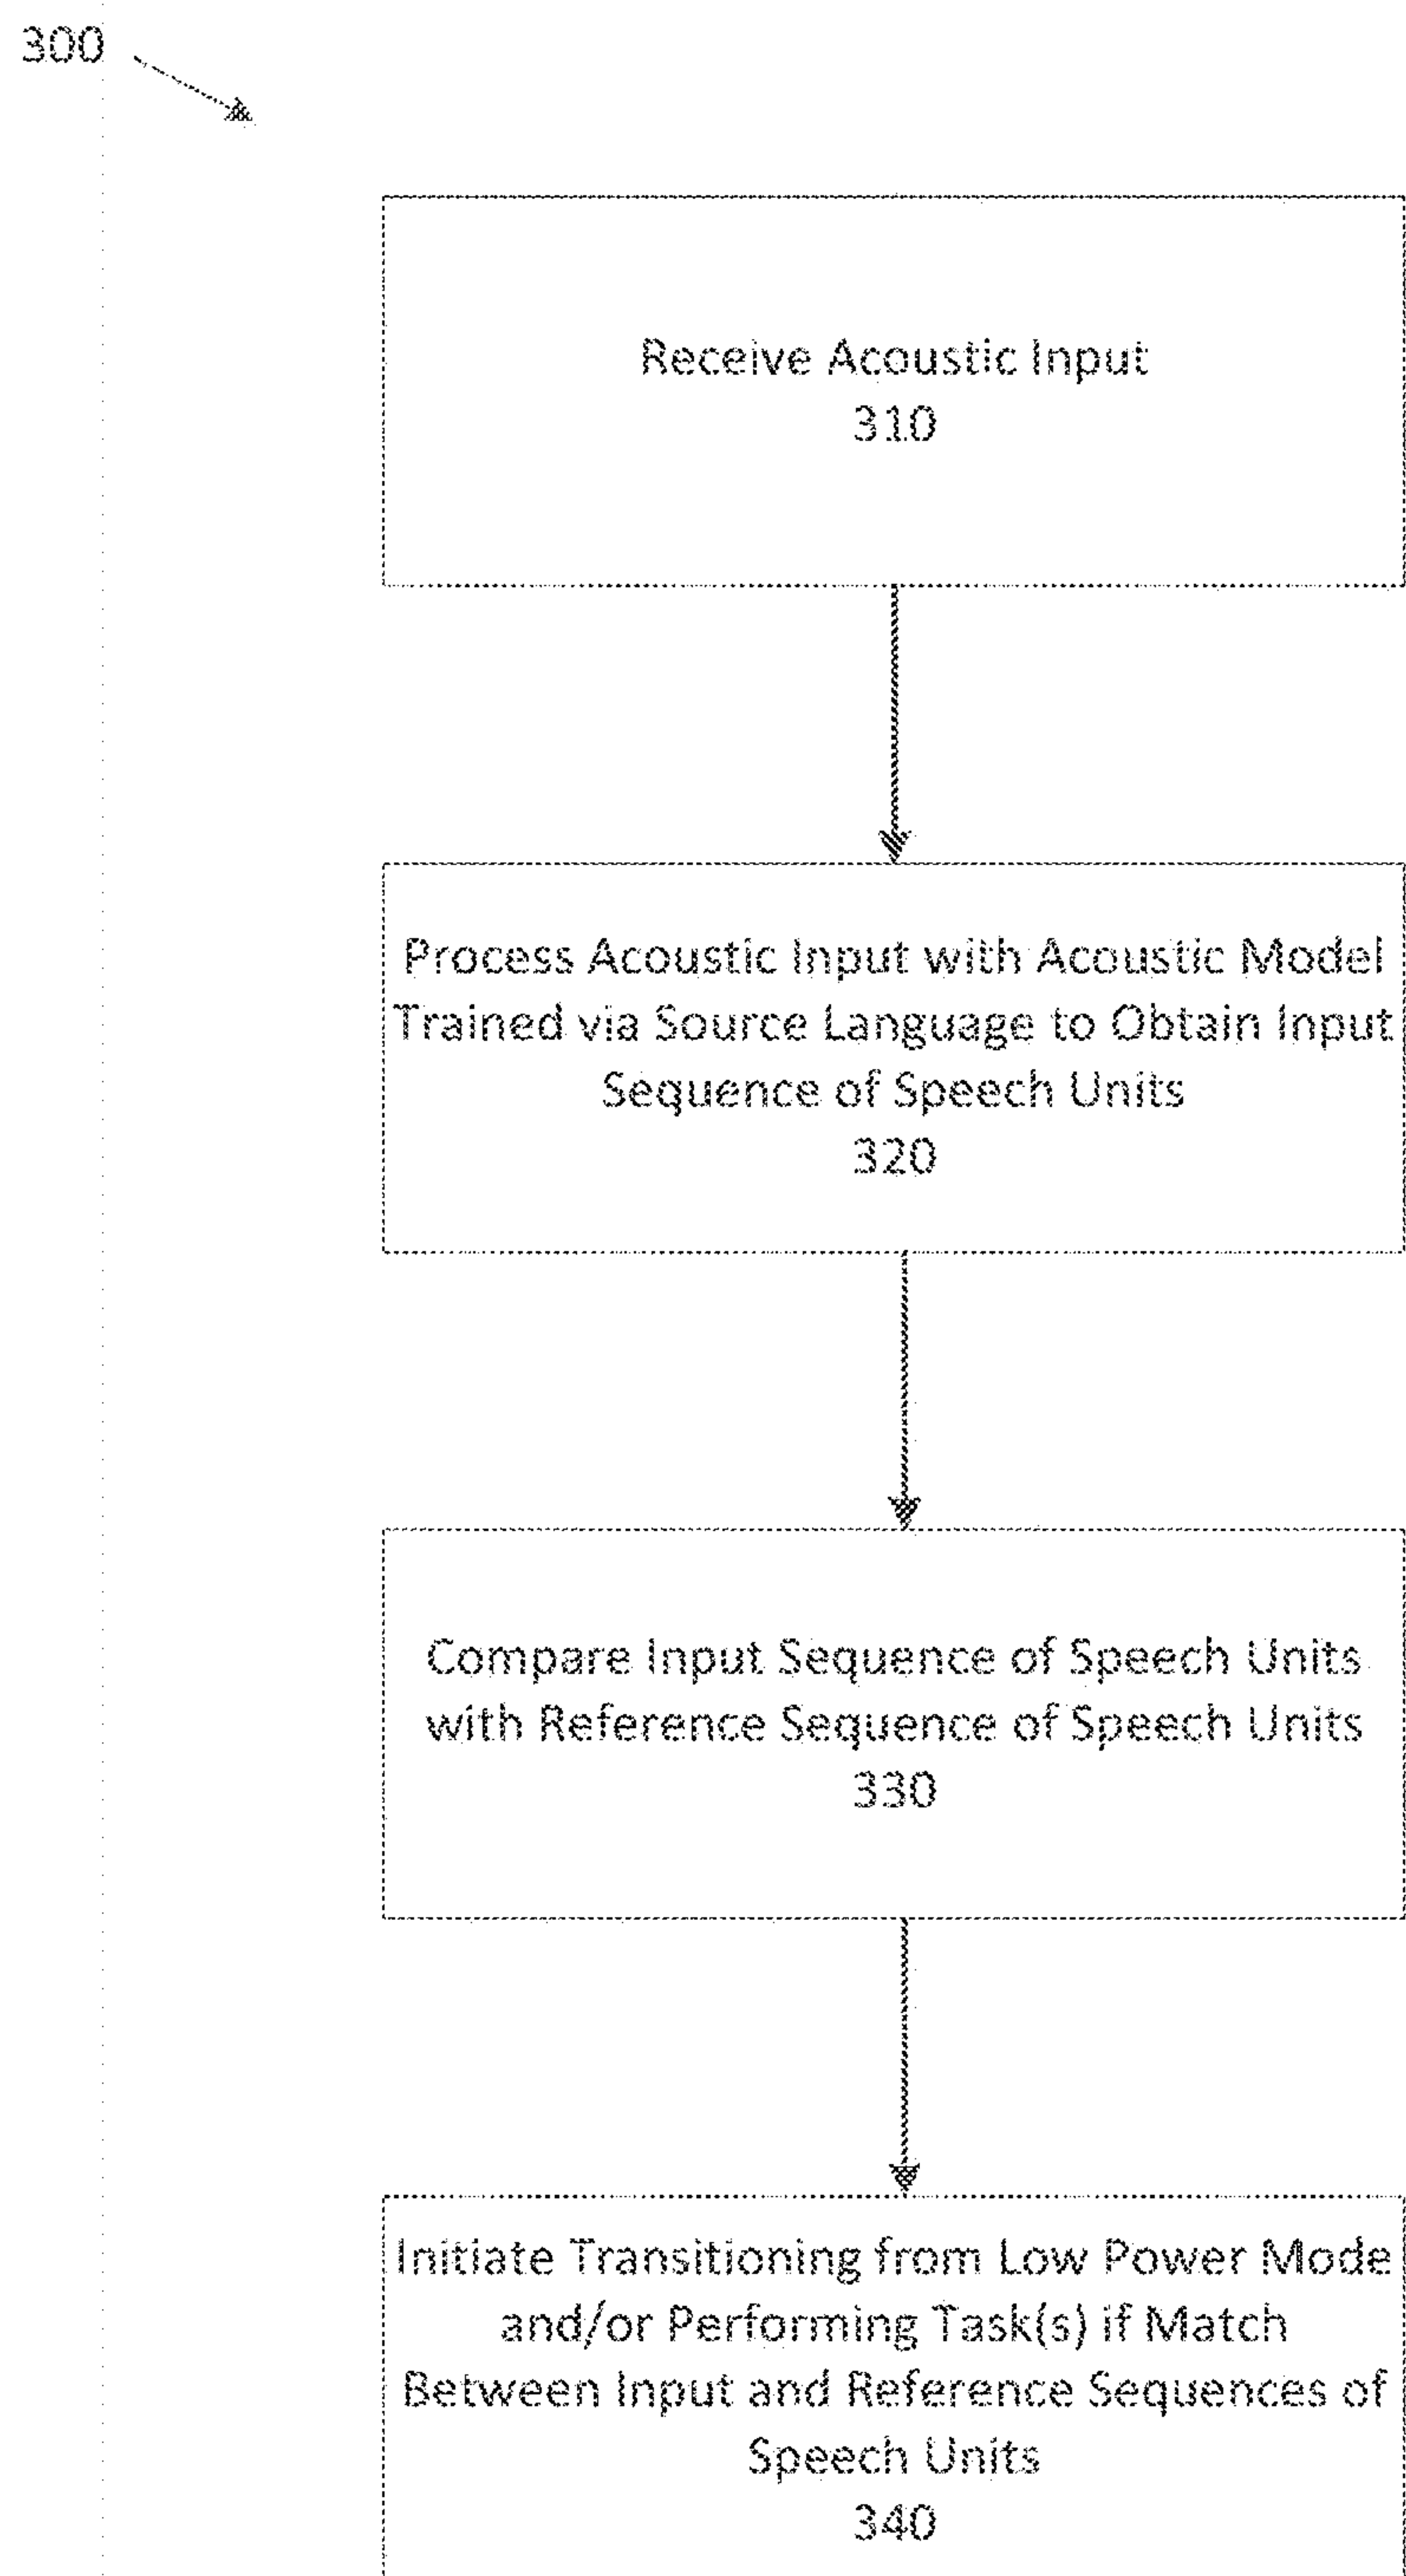 300
Receive Acoustic Input
310
Process Acoustic Input with Acoustic Model
Trained via Source Language to Obtain Input
Sequence of Speech Units
320
Compare Input Sequence of Speech Units
with Reference Sequence of Speech Units
330
Initiate Transitioning from Low Power Mode
and/or Performing Task(s) if Match
Between Input and Reference Sequences of
Speech Units
340